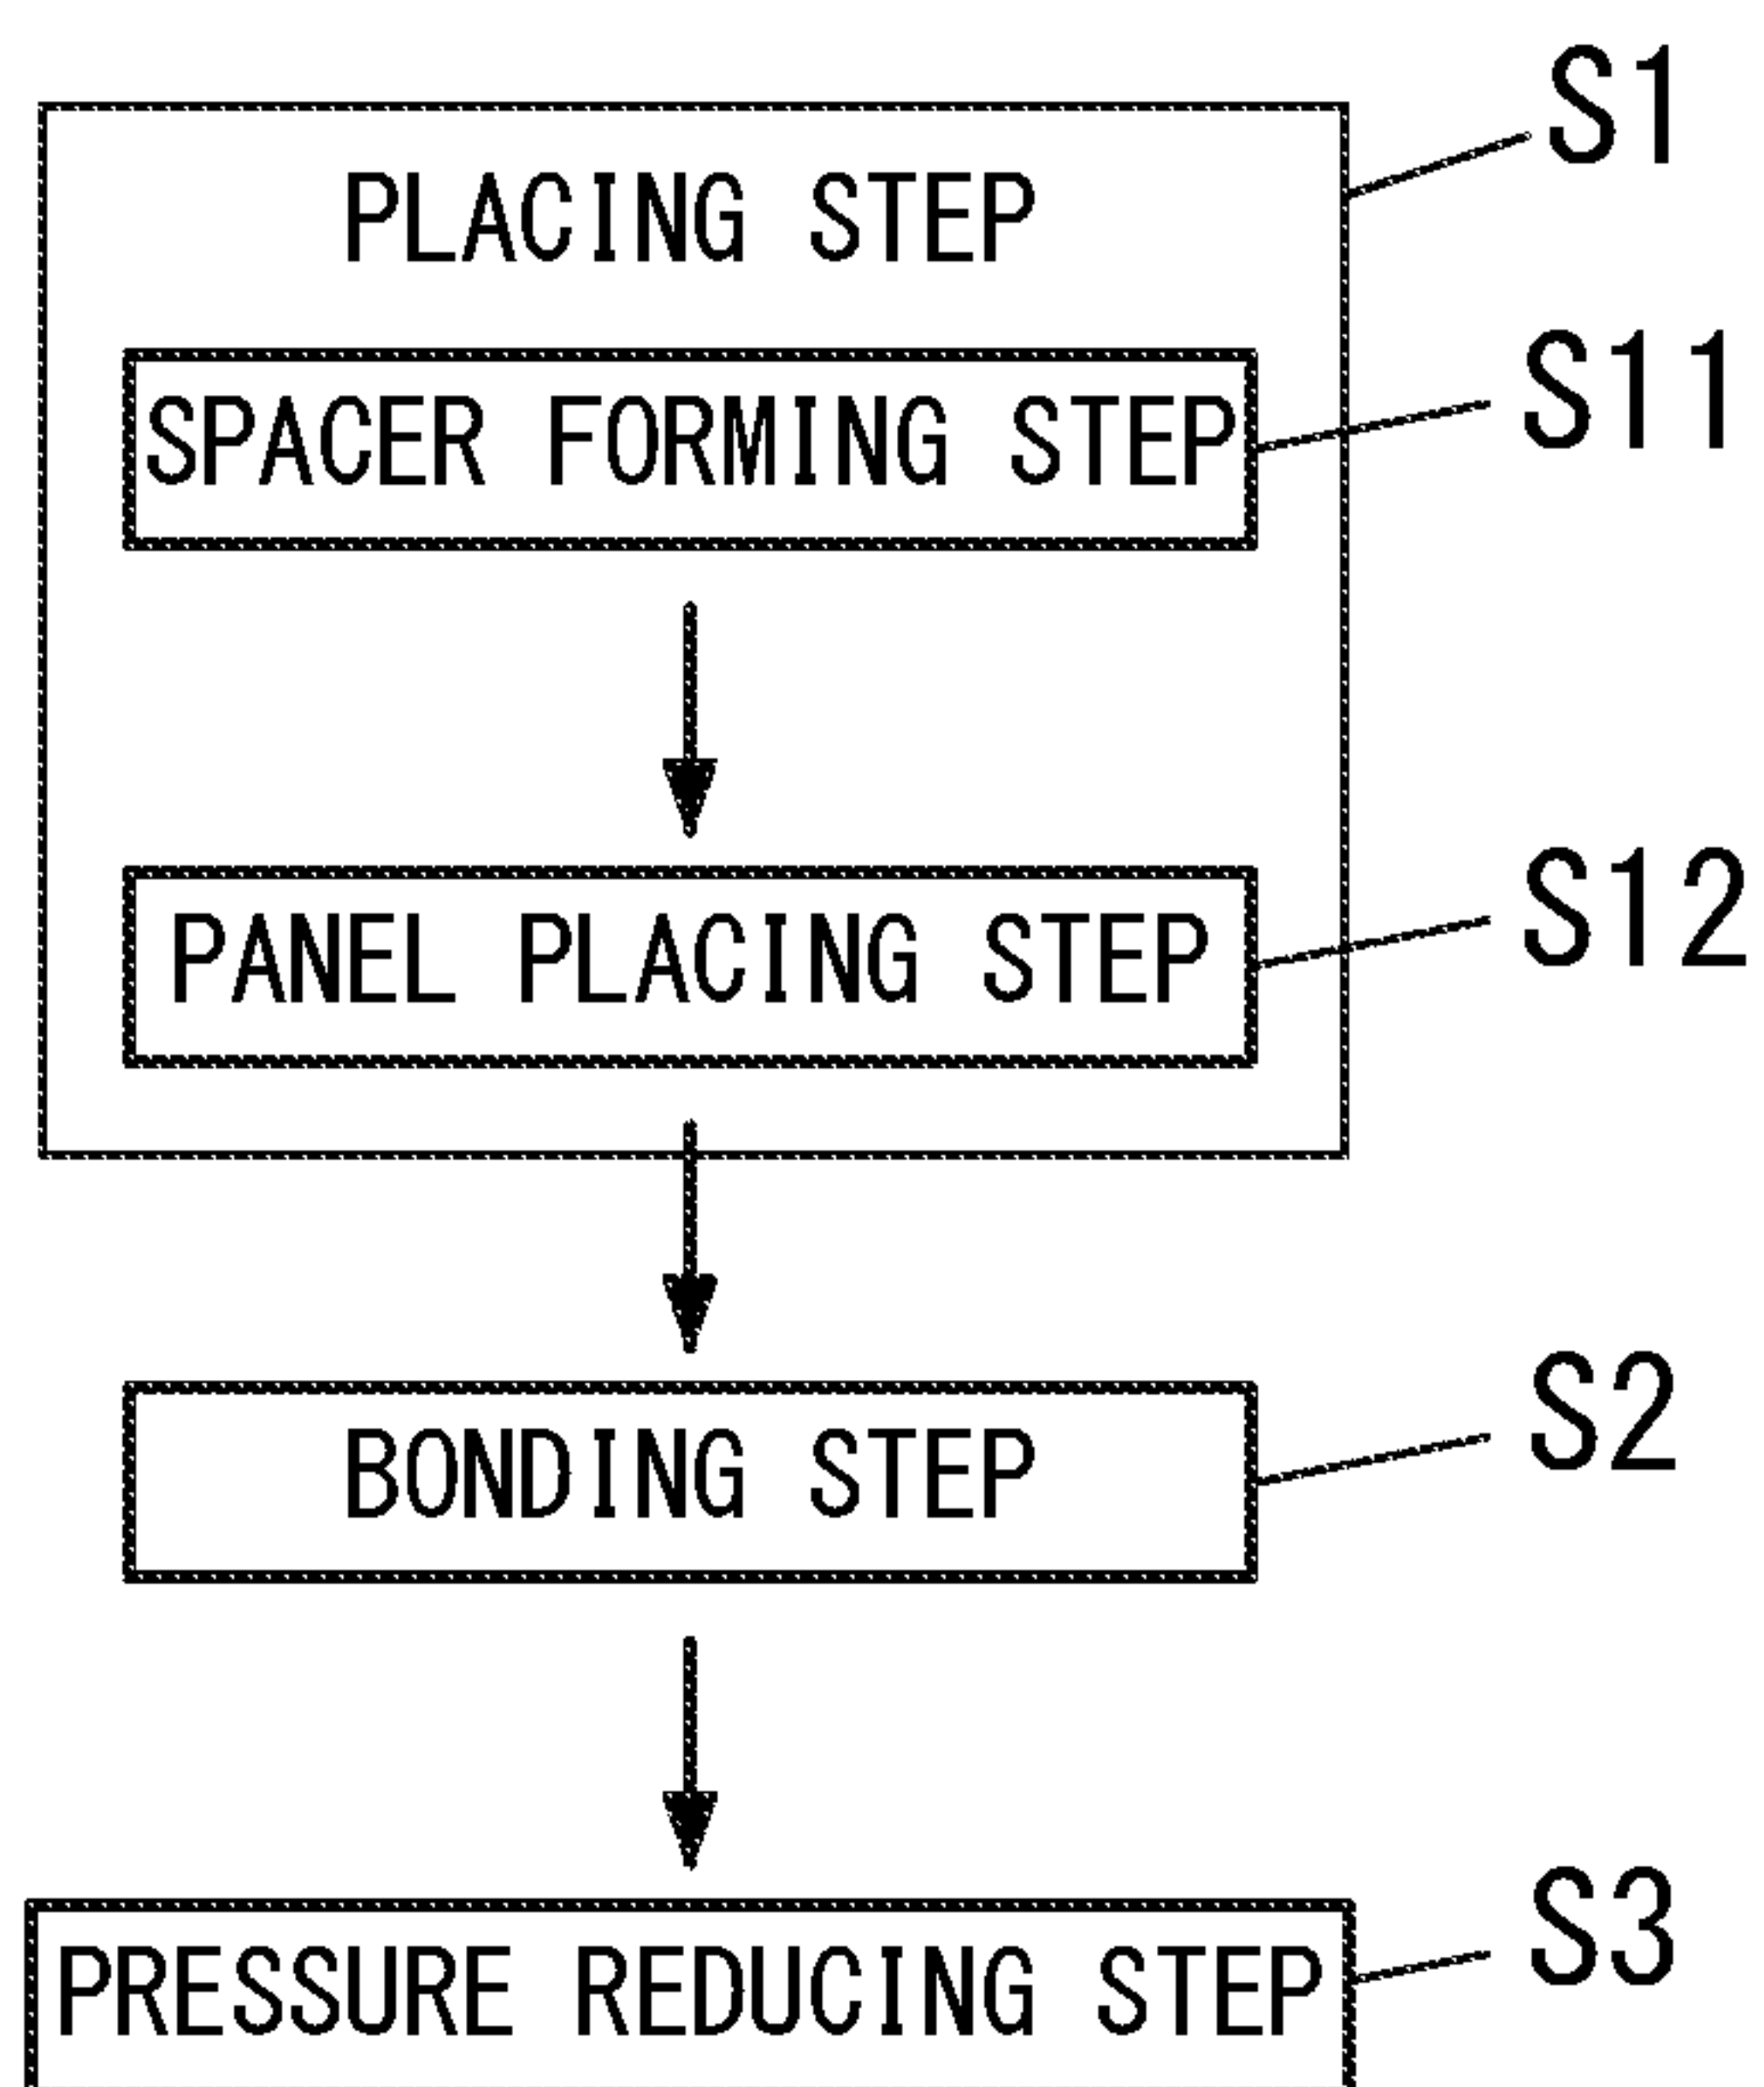 S1
PLACING STEP
S11
SPACER FORMING STEP
S12
PANEL PLACING STEP
S2
BONDING STEP
S3
PRESSURE REDUCING STEP